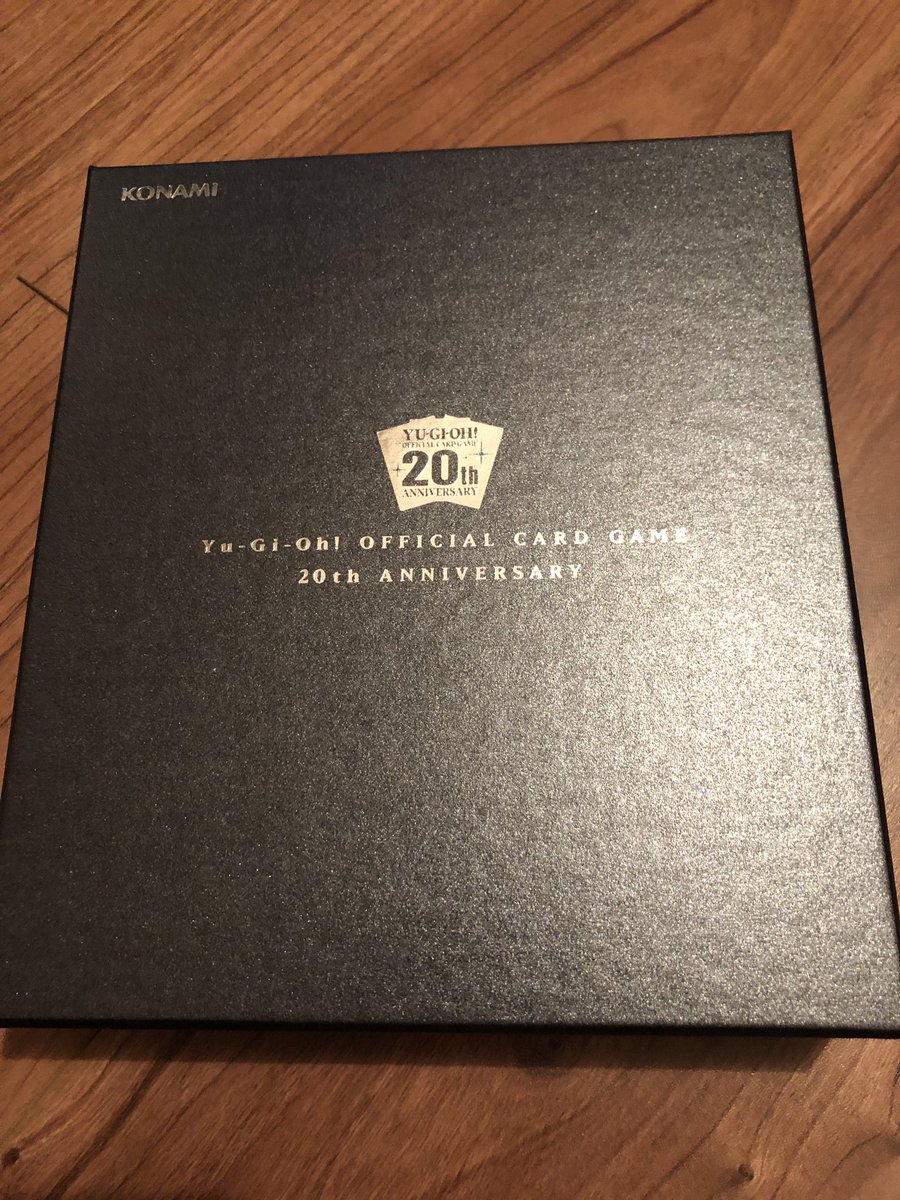 KONAMI
YU-GI-OH!
OFFICIAL CARD GAME
20th
ANNIVERSARY
Yu-Gi-Oh! OFFICIAL CARD GAME
20th ANNIVERSARY